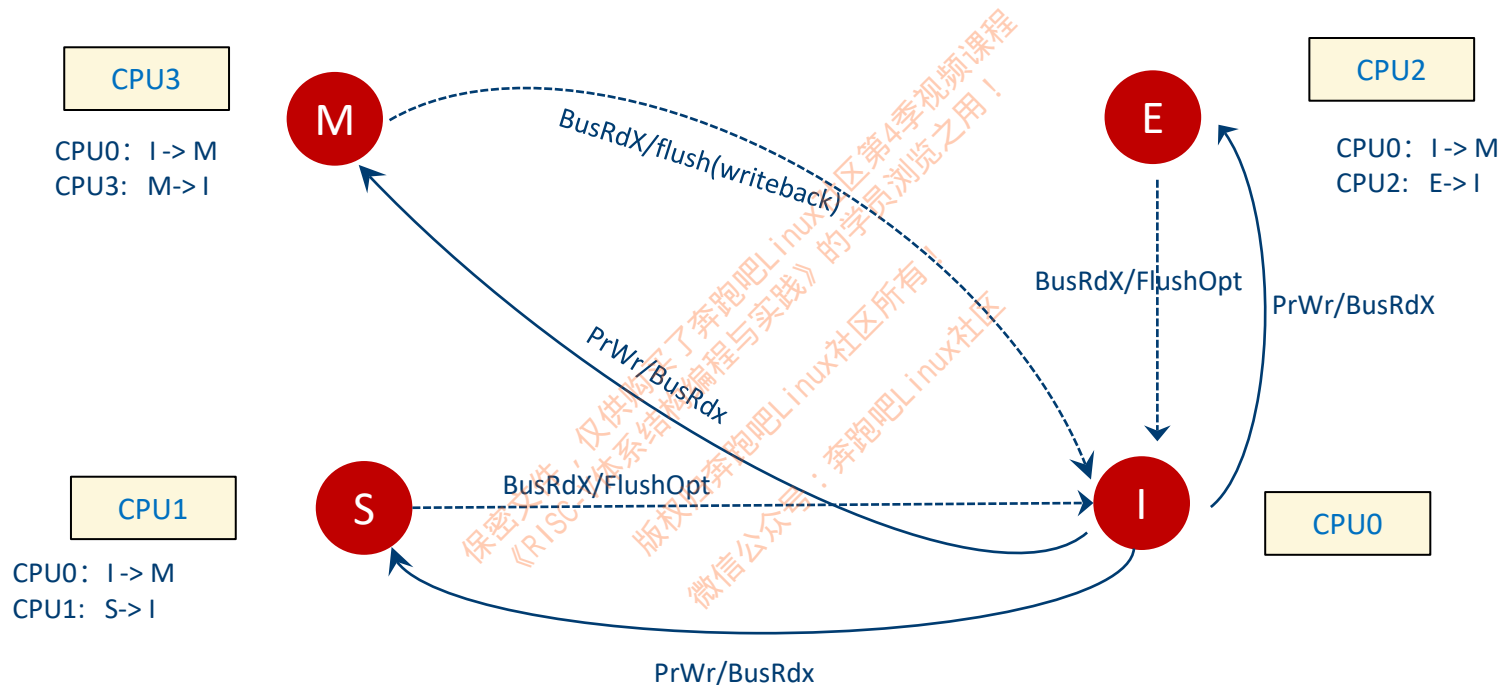 CPU3
M
E
CPU2
CPU0: I -> M
CPU3: M-> I
BusRdX/flush(writeback)
CPU0: I -> M
CPU2: E-> I
BusRdX/FlushOpt
PrWr/BusRdX
PrWr/BusRdx
BusRdX/FlushOpt
CPU1
S
I
CPU0
CPU0: I -> M
CPU1: S-> I
PrWr/BusRdx
保密文件，仅供购买了奔跑吧Linux社区第4季视频课程
《RISC-V体系结构编程与实践》的学员浏览之用！
版权归奔跑吧Linux社区所有！
微信公众号：奔跑吧Linux社区